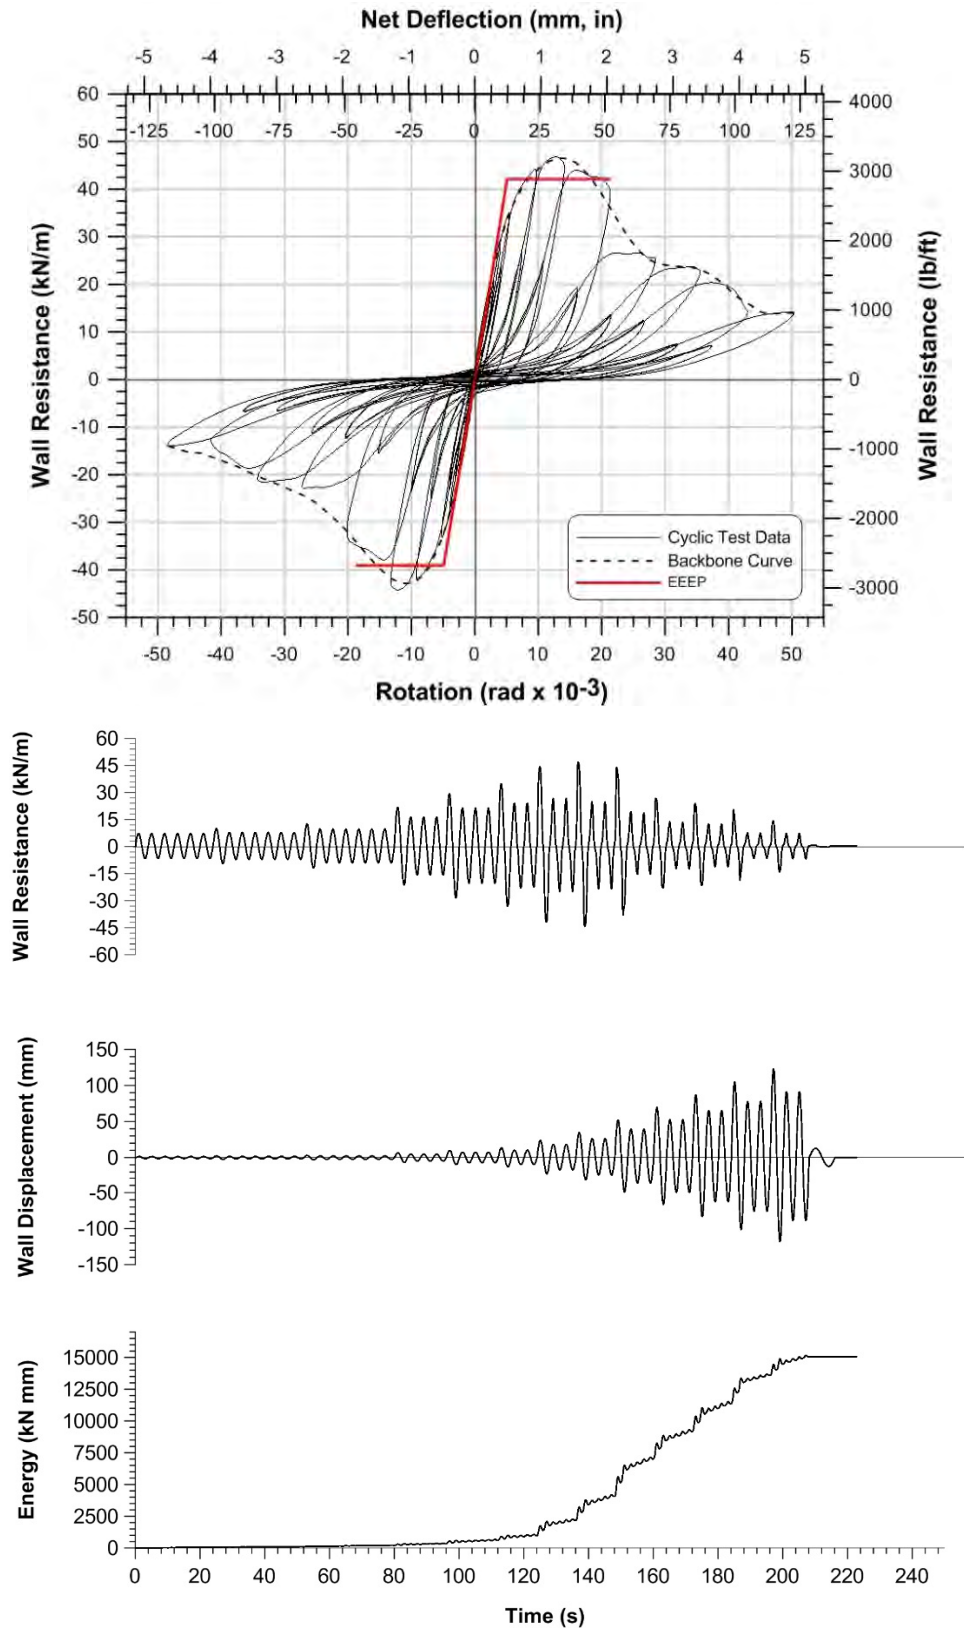 Net Deflection (mm, in)
-5 -4 -3 -2 -1 0 1 2 3 4 5
-125 -100 -75 -50 -25 0 25 50 75 100 125
60
50
40
30
20
10
0
-10
-20
-30
-40
-50
Wall Resistance (kN/m)
4000
3000
2000
1000
0
-1000
-2000
-3000
Wall Resistance (lb/ft)
Cyclic Test Data
Backbone Curve
EEEP
-50 -40 -30 -20 -10 0 10 20 30 40 50
Rotation (rad x 10-3)
Wall Resistance (kN/m)
60
45
30
15
0
-15
-30
-45
-60
Wall Displacement (mm)
150
100
50
0
-50
-100
-150
Energy (kN mm)
15000
12500
10000
7500
5000
2500
0
0 20 40 60 80 100 120 140 160 180 200 220 240
Time (s)